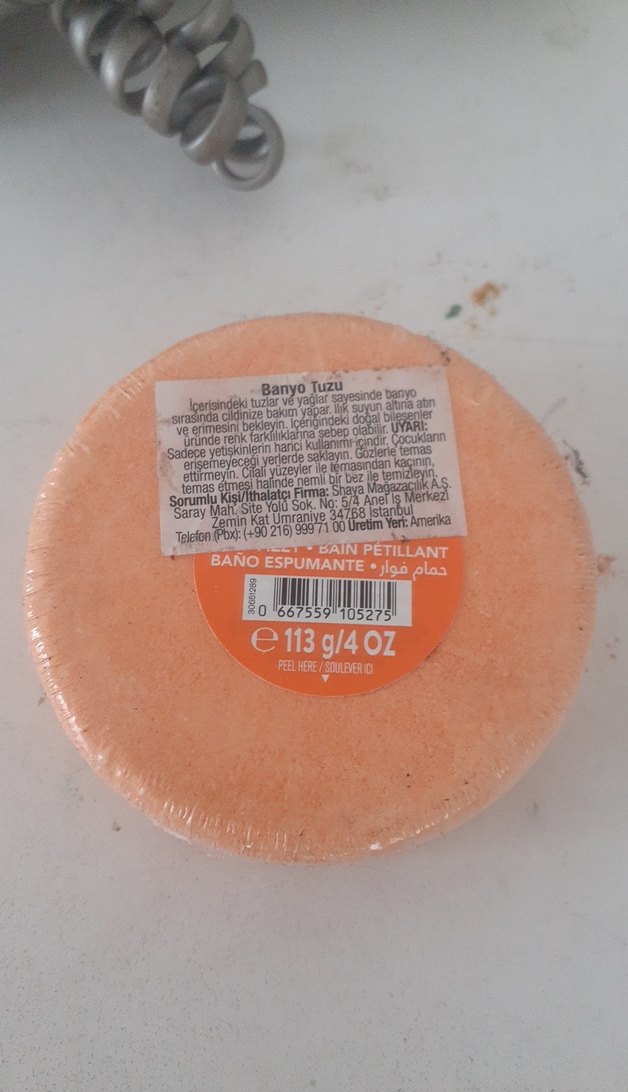 Banyo Tuzu
İçerisindeki tuzlar ve yağlar sayesinde banyo
sırasında cildinize bakım yapar. Ilık suyun altına atın
ve erimesini bekleyin. İçeriğindeki doğal bileşenler
üründe renk farklılıklarına sebep olabilir. UYARI:
Sadece yetişkinlerin harici kullanımı içindir. Çocukların
erişemeyeceği yerlerde saklayın. Gözlerle temas
ettirmeyin. Cilalı yüzeyler ile temasından kaçının,
temas etmesi halinde nemli bir bez ile temizleyin.
Sorumlu Kişi/İthalatçı Firma: Shaya Mağazacılık A.Ş.
Saray Mah. Site Yolu Sok. No: 5/4 Anel İş Merkezi
Zemin Kat Ümraniye 34768 İstanbul
Telefon (Pbx): (+90 216) 999 71 00 Üretim Yeri: Amerika
• BAIN PÉTILLANT
BAÑO ESPUMANTE • حمام فوار
30651289
0 667559 105275
e 113 g/4 OZ
PEEL HERE / SOULEVER ICI